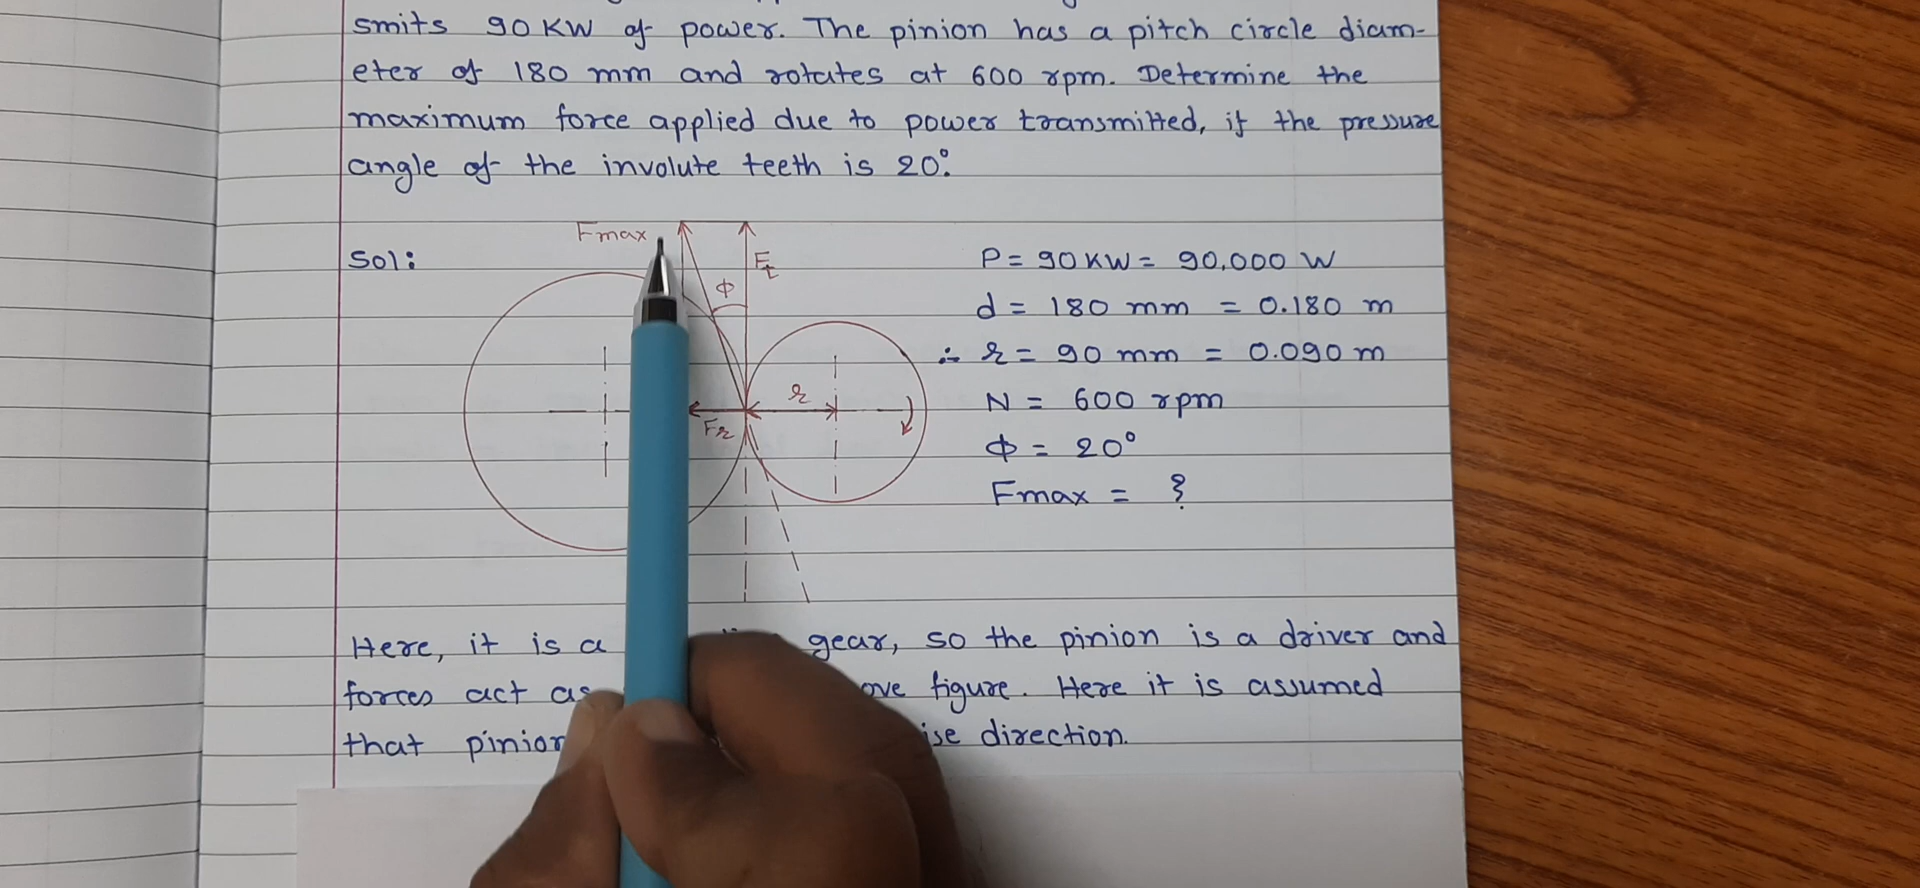 smits 90 KW of power. The pinion has a pitch circle diam-
eter of 180 mm and rotates at 600 rpm. Determine the
maximum force applied due to power transmitted, if the pressure
angle of the involute teeth is 20°.
Sol:
Fmax
Ft
ϕ
r
Fr
P = 90 KW = 90,000 W
d = 180 mm = 0.180 m
∴ r = 90 mm = 0.090 m
N = 600 rpm
ϕ = 20°
Fmax = ?
Here, it is a gear, so the pinion is a driver and
forces act as figure. Here it is assumed
that pinion direction.